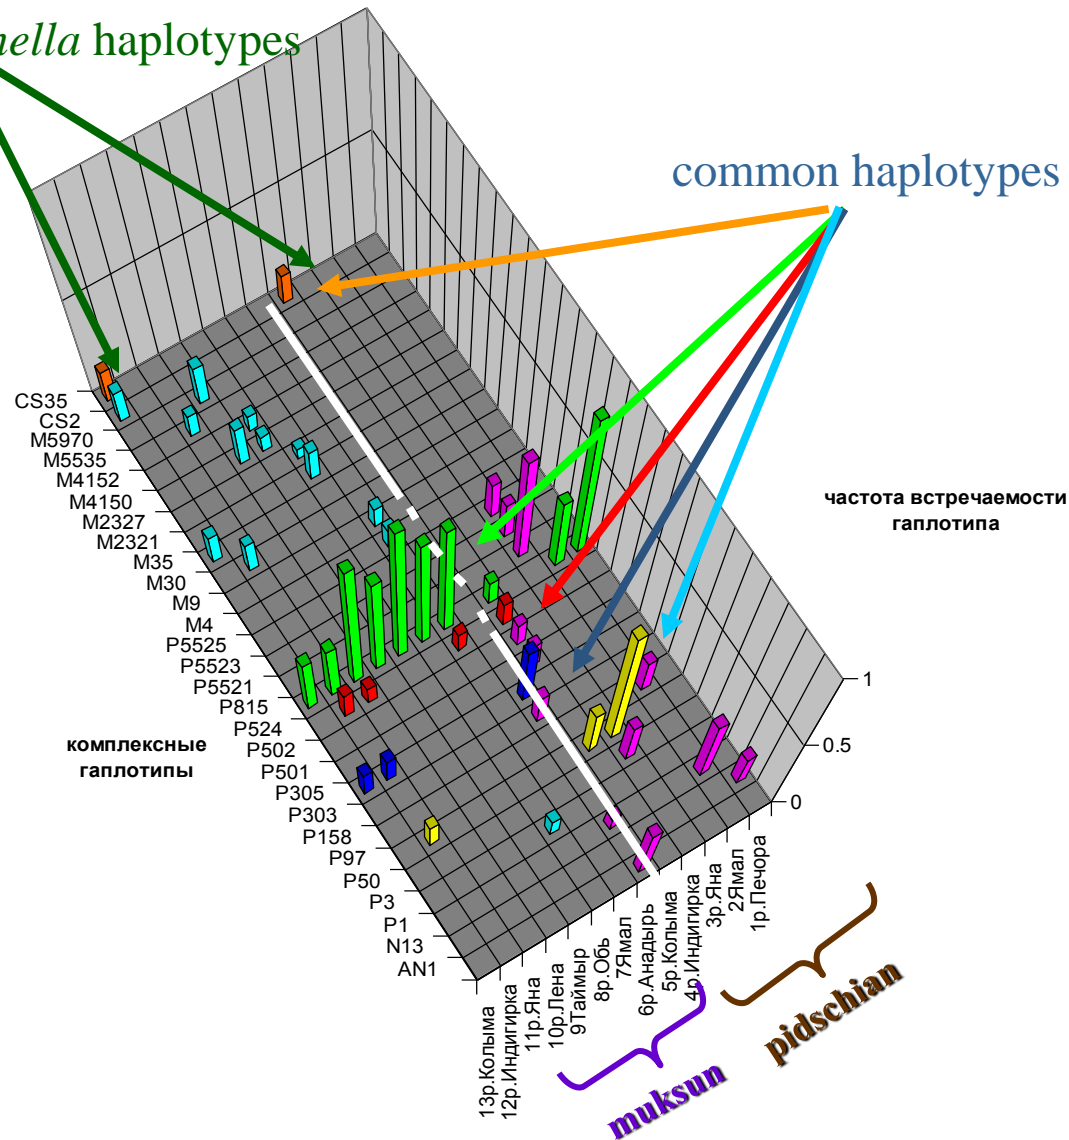 nella haplotypes
common haplotypes
частота встречаемости
гаплотипа
CS35
CS2
M5970
M5535
M4152
M4150
M2327
M2321
M35
M30
M9
M4
P5525
P5523
P5521
P815
P524
P502
P501
P305
P303
P158
P97
P50
P3
P1
N13
AN1
комплексные
гаплотипы
1
0.5
0
13р.Колыма
12р.Индигирка
11р.Яна
10р.Лена
9Таймыр
8р.Обь
7Ямал
6р.Анадырь
5р.Колыма
4р.Индигирка
3р.Яна
2Ямал
1р.Печора
muksun
pidschian